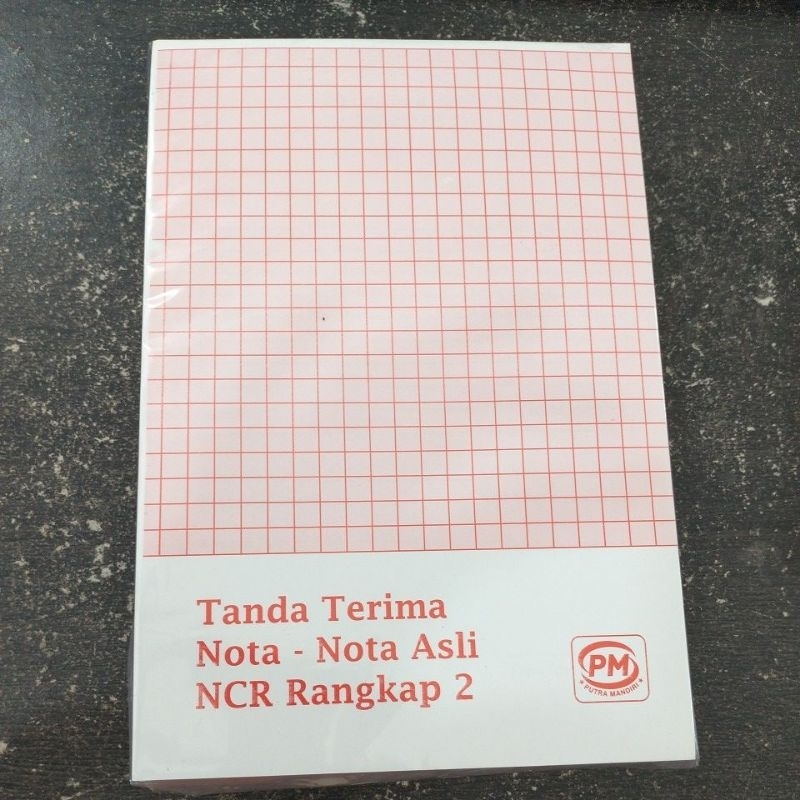 Tanda Terima
Nota - Nota Asli
NCR Rangkap 2
PM
PUTRA MANDIRI